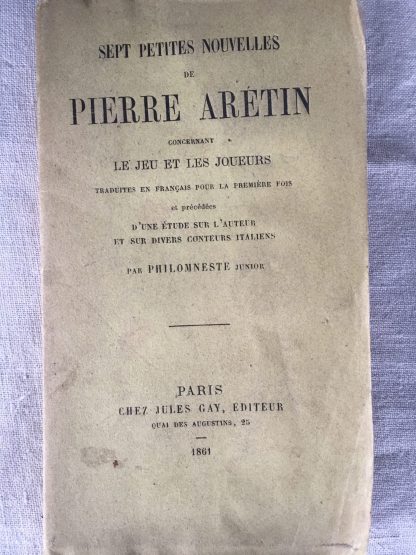 SEPT PETITES NOUVELLES
DE
PIERRE ARÉTIN
CONCERNANT
LE JEU ET LES JOUEURS
TRADUITES EN FRANÇAIS POUR LA PREMIÈRE FOIS
et précédées
D'UNE ÉTUDE SUR L'AUTEUR
ET SUR DIVERS CONTEURS ITALIENS
PAR PHILOMNESTE JUNIOR
PARIS
CHEZ JULES GAY, ÉDITEUR
QUAI DES AUGUSTINS, 25
1861